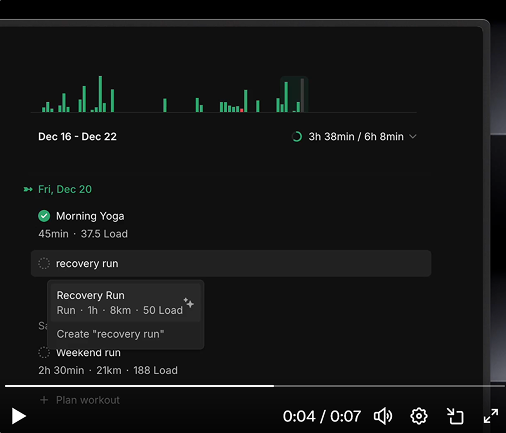 Dec 16 - Dec 22
3h 38min / 6h 8min
Fri, Dec 20
Morning Yoga
45min · 37.5 Load
recovery run
Recovery Run
Run · 1h · 8km · 50 Load
Create "recovery run"
Weekend run
2h 30min · 21km · 188 Load
+ Plan workout
0:04 / 0:07